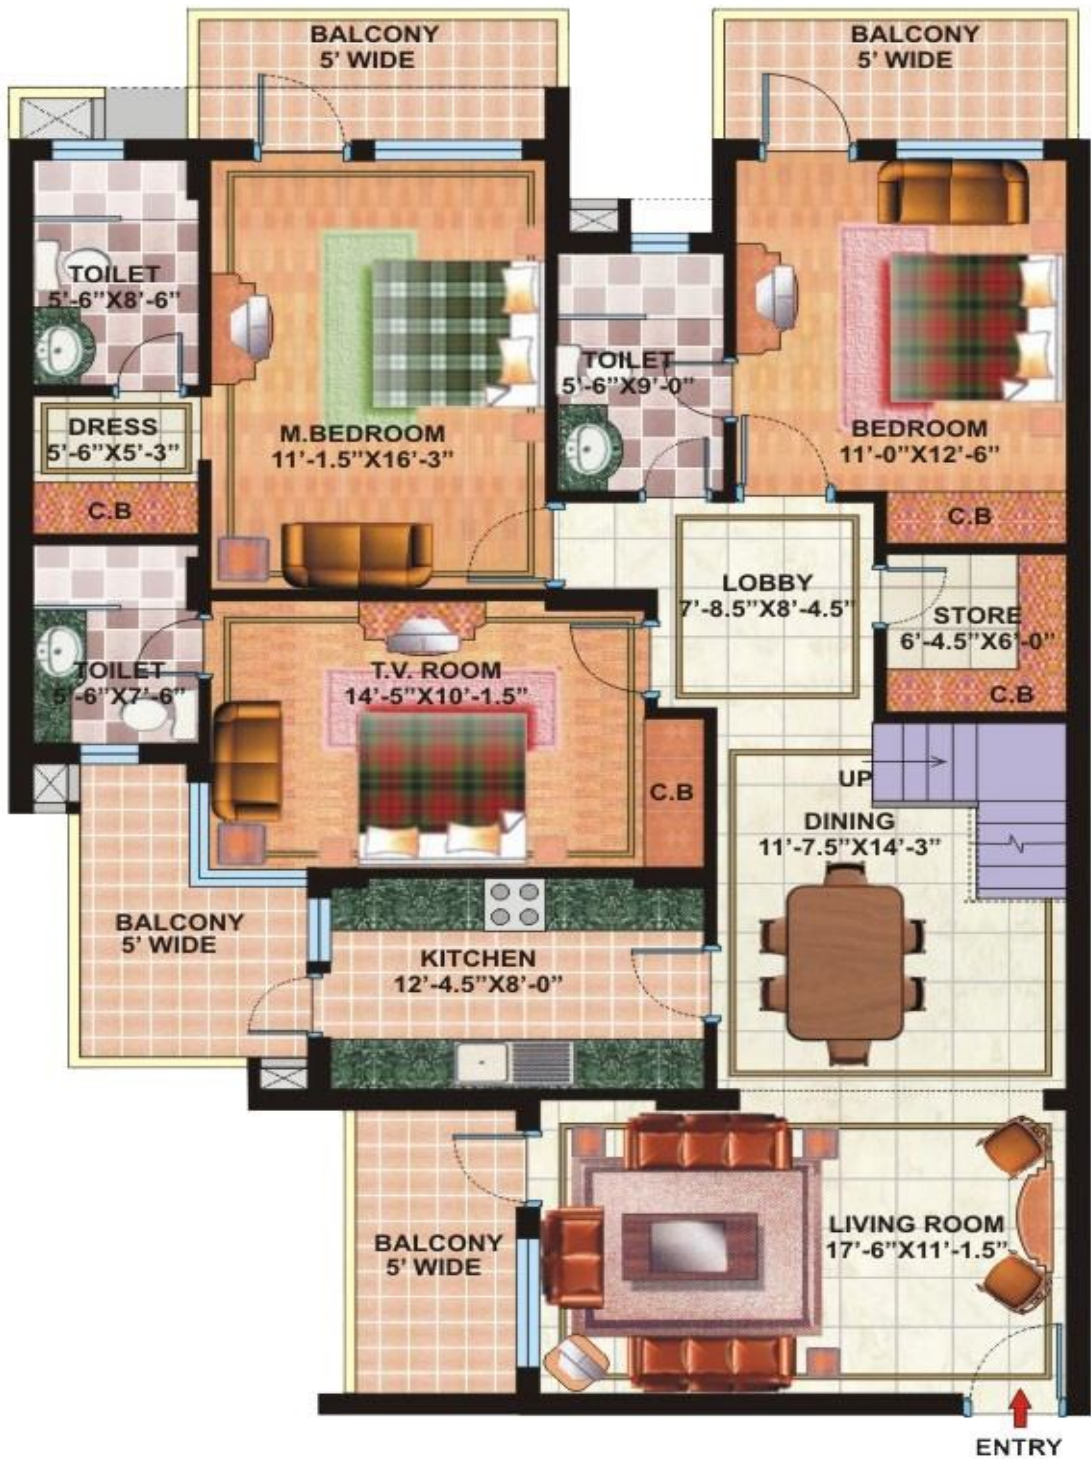 BALCONY
5' WIDE
BALCONY
5' WIDE
TOILET
5'-6"X8'-6"
TOILET
5'-6"X9'-0"
DRESS
5'-6"X5'-3"
M.BEDROOM
11'-1.5"X16'-3"
BEDROOM
11'-0"X12'-6"
C.B
C.B
LOBBY
7'-8.5"X8'-4.5"
STORE
6'-4.5"X6'-0"
C.B
TOILET
5'-6"X7'-6"
T.V. ROOM
14'-5"X10'-1.5"
C.B
UP
DINING
11'-7.5"X14'-3"
BALCONY
5' WIDE
KITCHEN
12'-4.5"X8'-0"
BALCONY
5' WIDE
LIVING ROOM
17'-6"X11'-1.5"
ENTRY